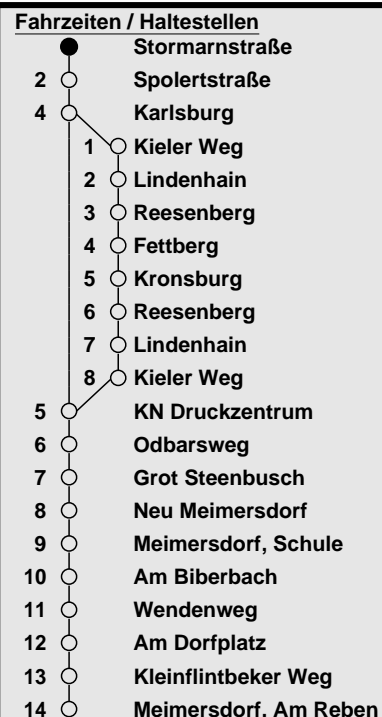 Fahrzeiten / Haltestellen
Stormarnstraße
2 Spolertstraße
4 Karlsburg
1 Kieler Weg
2 Lindenhain
3 Reesenberg
4 Fettberg
5 Kronsburg
6 Reesenberg
7 Lindenhain
8 Kieler Weg
5 KN Druckzentrum
6 Odbarsweg
7 Grot Steenbusch
8 Neu Meimersdorf
9 Meimersdorf, Schule
10 Am Biberbach
11 Wendenweg
12 Am Dorfplatz
13 Kleinflintbeker Weg
14 Meimersdorf, Am Reben